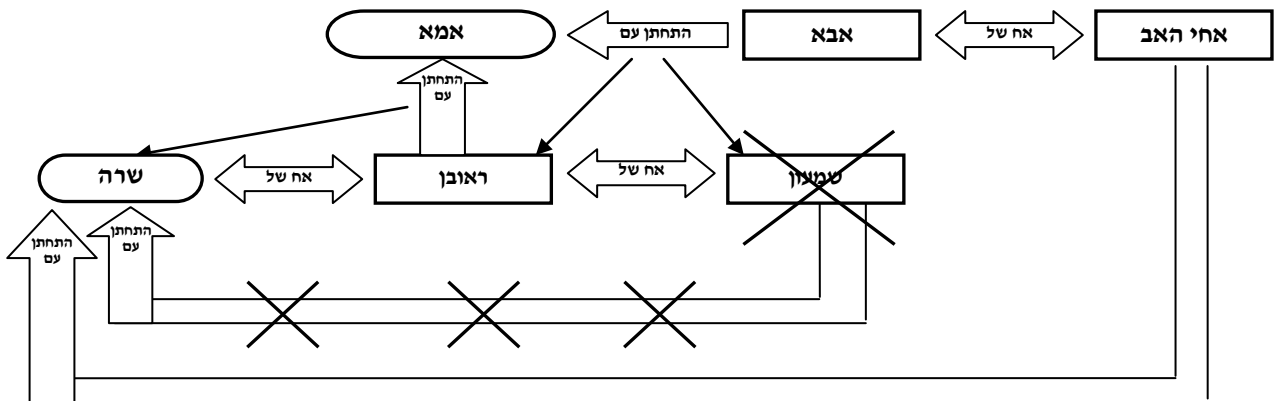 אחי האב
אח של
אבא
התחתן עם
אמא
התחתן
עם
שמעון
אח של
ראובן
אח של
שרה
התחתן
עם
התחתן
עם